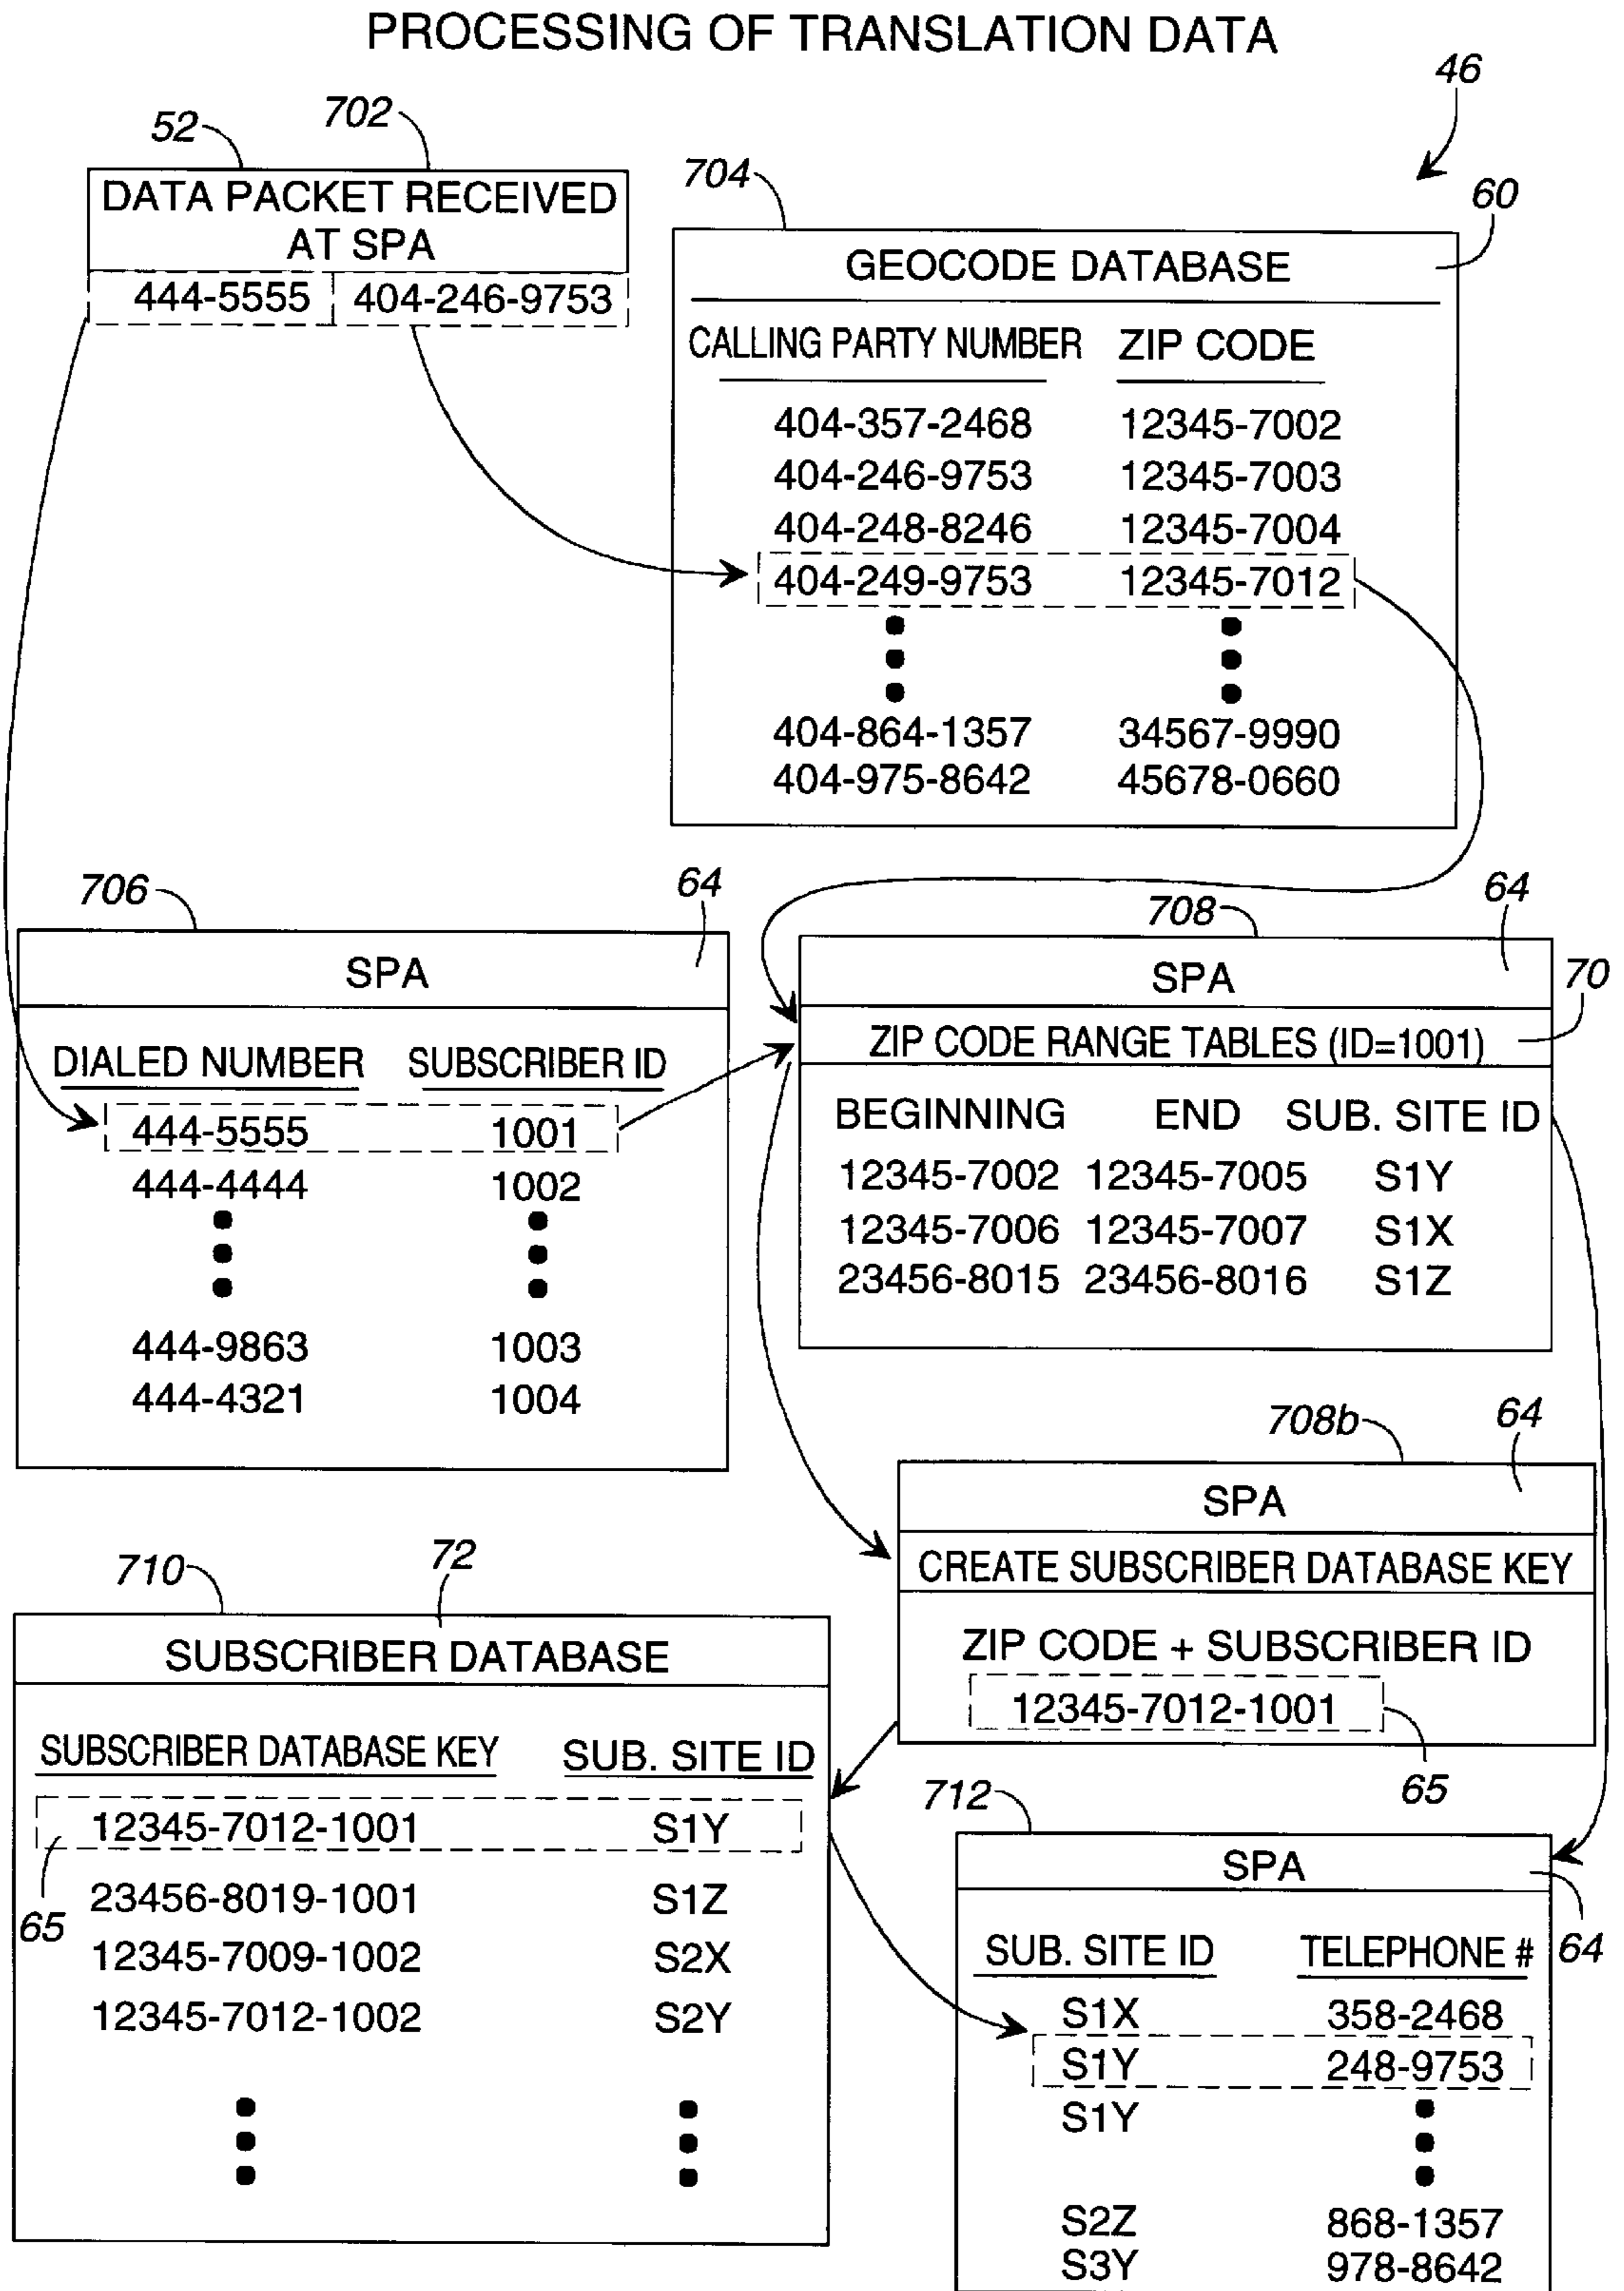 PROCESSING OF TRANSLATION DATA
46
52
702
DATA PACKET RECEIVED
AT SPA
444-5555 404-246-9753
704
60
GEOCODE DATABASE
CALLING PARTY NUMBER ZIP CODE
404-357-2468 12345-7002
404-246-9753 12345-7003
404-248-8246 12345-7004
404-249-9753 12345-7012
404-864-1357 34567-9990
404-975-8642 45678-0660
706
64
SPA
DIALED NUMBER SUBSCRIBER ID
444-5555 1001
444-4444 1002
444-9863 1003
444-4321 1004
708
64
SPA
70
ZIP CODE RANGE TABLES (ID=1001)
BEGINNING END SUB. SITE ID
12345-7002 12345-7005 S1Y
12345-7006 12345-7007 S1X
23456-8015 23456-8016 S1Z
708b
64
SPA
CREATE SUBSCRIBER DATABASE KEY
ZIP CODE + SUBSCRIBER ID
12345-7012-1001
65
710
72
SUBSCRIBER DATABASE
SUBSCRIBER DATABASE KEY SUB. SITE ID
12345-7012-1001 S1Y
65
23456-8019-1001 S1Z
12345-7009-1002 S2X
12345-7012-1002 S2Y
712
SPA
64
SUB. SITE ID TELEPHONE #
S1X 358-2468
S1Y 248-9753
S1Y
S2Z 868-1357
S3Y 978-8642